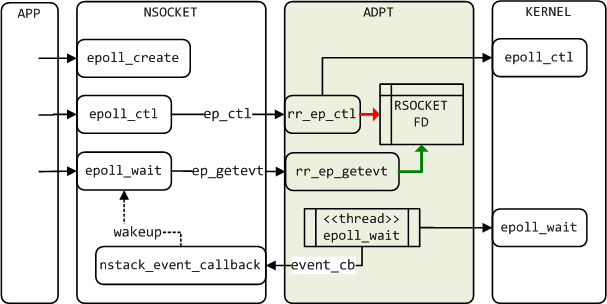 APP
NSOCKET
ADPT
KERNEL
epoll_create
epoll_ctl
epoll_ctl
ep_ctl
rr_ep_ctl
RSOCKET
FD
epoll_wait
ep_getevt
rr_ep_getevt
<<thread>>
epoll_wait
epoll_wait
wakeup
nstack_event_callback
event_cb